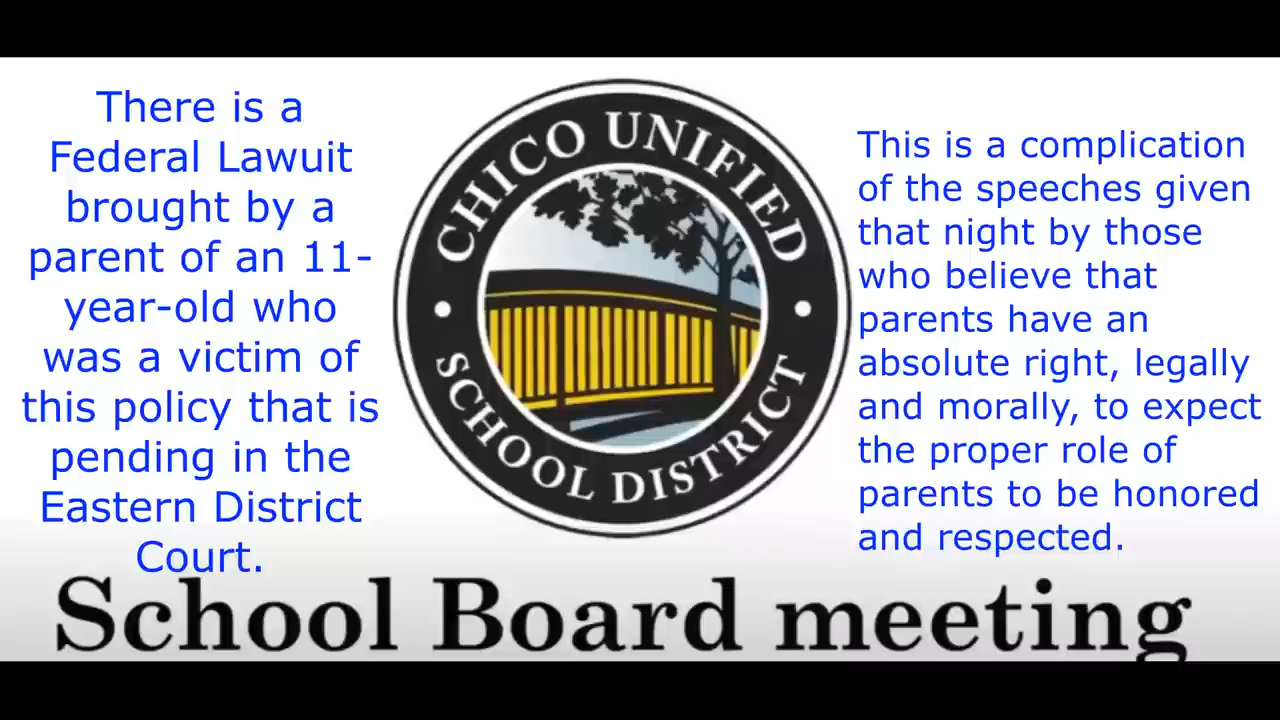 There is a
Federal Lawuit
brought by a
parent of an 11-
year-old who
was a victim of
this policy that is
pending in the
Eastern District
Court.
CHICO UNIFIED
SCHOOL DISTRICT
This is a complication
of the speeches given
that night by those
who believe that
parents have an
absolute right, legally
and morally, to expect
the proper role of
parents to be honored
and respected.
School Board meeting